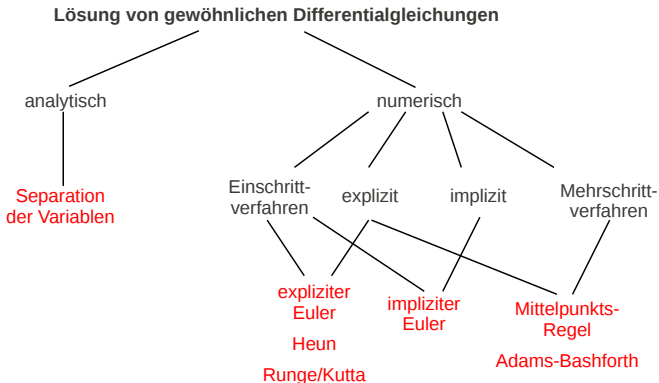 Lösung von gewöhnlichen Differentialgleichungen
analytisch
numerisch
Separation
der Variablen
Einschritt-
verfahren
explizit
implizit
Mehrschritt-
verfahren
expliziter
Euler
Heun
Runge/Kutta
impliziter
Euler
Mittelpunkts-
Regel
Adams-Bashforth